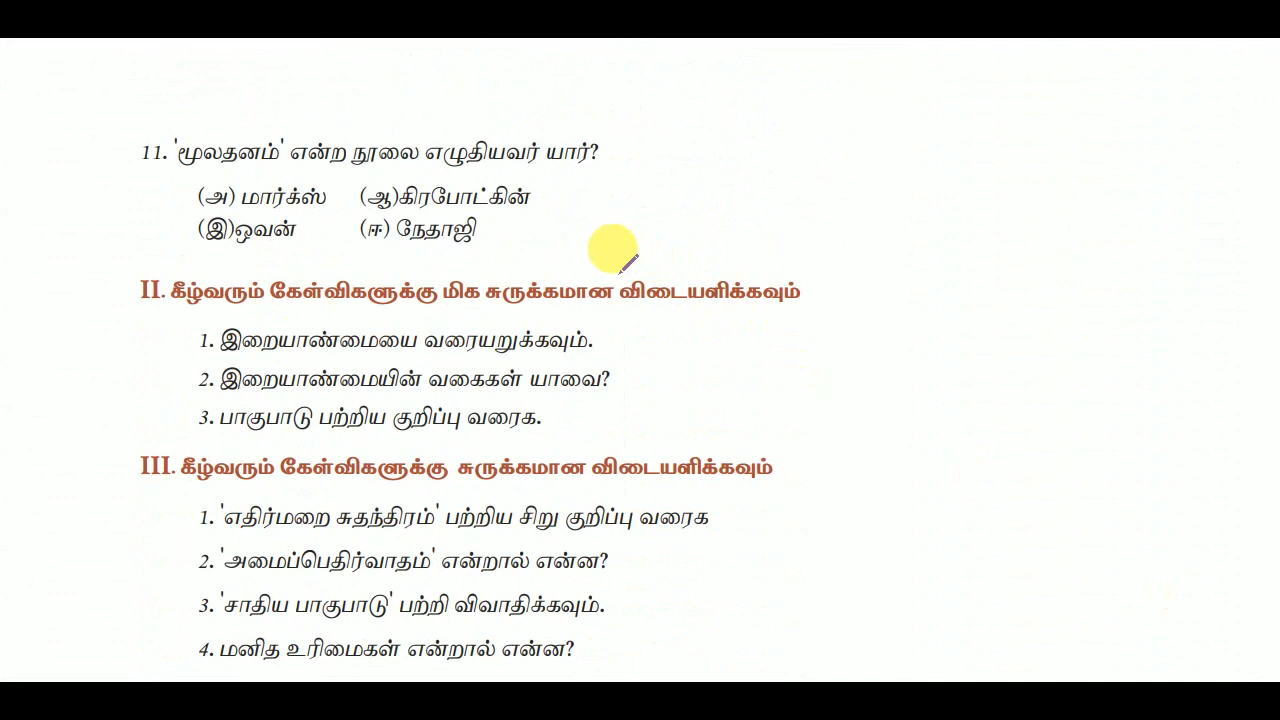 11. 'மூலதனம்' என்ற நூலை எழுதியவர் யார்?
(அ) மார்க்ஸ் (ஆ)கிரபோட்கின்
(இ)ஒவன் (ஈ) நேதாஜி
II. கீழ்வரும் கேள்விகளுக்கு மிக சுருக்கமான விடையளிக்கவும்
1. இறையாண்மையை வரையறுக்கவும்.
2. இறையாண்மையின் வகைகள் யாவை?
3. பாகுபாடு பற்றிய குறிப்பு வரைக.
III. கீழ்வரும் கேள்விகளுக்கு சுருக்கமான விடையளிக்கவும்
1. 'எதிர்மறை சுதந்திரம்' பற்றிய சிறு குறிப்பு வரைக
2. 'அமைப்பெதிர்வாதம்' என்றால் என்ன?
3. 'சாதிய பாகுபாடு' பற்றி விவாதிக்கவும்.
4. மனித உரிமைகள் என்றால் என்ன?